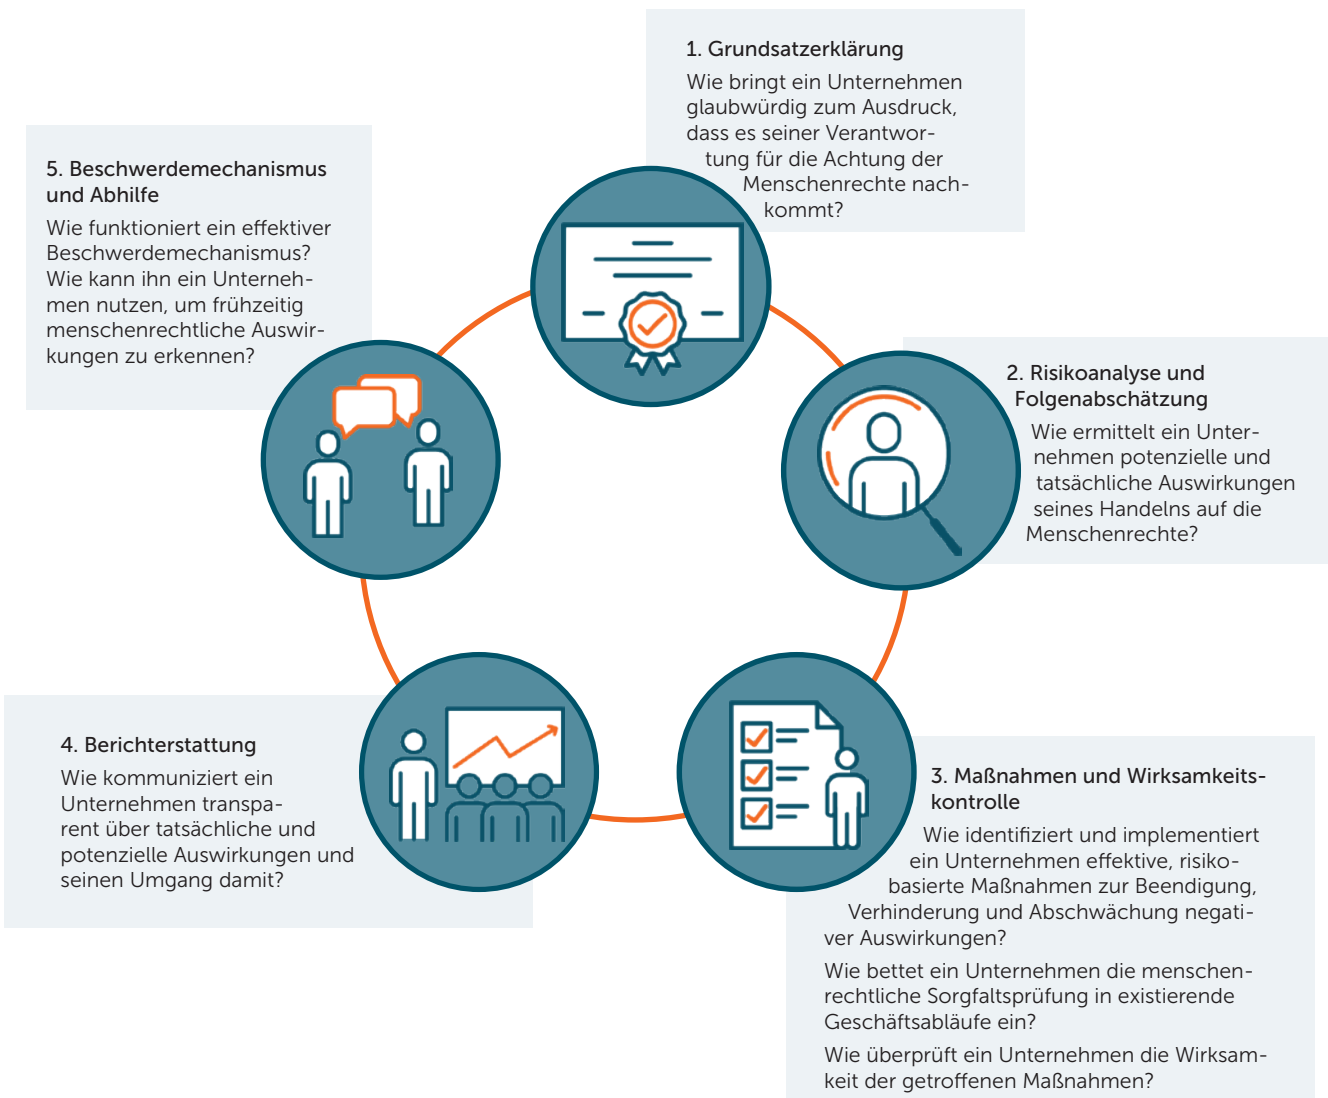 1. Grundsatzerklärung
Wie bringt ein Unternehmen
glaubwürdig zum Ausdruck,
dass es seiner Verantwor-
tung für die Achtung der
Menschenrechte nach-
kommt?
2. Risikoanalyse und
Folgenabschätzung
Wie ermittelt ein Unter-
nehmen potenzielle und
tatsächliche Auswirkungen
seines Handelns auf die
Menschenrechte?
3. Maßnahmen und Wirksamkeits-
kontrolle
Wie identifiziert und implementiert
ein Unternehmen effektive, risiko-
basierte Maßnahmen zur Beendigung,
Verhinderung und Abschwächung negati-
ver Auswirkungen?
Wie bettet ein Unternehmen die menschen-
rechtliche Sorgfaltsprüfung in existierende
Geschäftsabläufe ein?
Wie überprüft ein Unternehmen die Wirksam-
keit der getroffenen Maßnahmen?
4. Berichterstattung
Wie kommuniziert ein
Unternehmen transpa-
rent über tatsächliche und
potenzielle Auswirkungen und
seinen Umgang damit?
5. Beschwerdemechanismus
und Abhilfe
Wie funktioniert ein effektiver
Beschwerdemechanismus?
Wie kann ihn ein Unterneh-
men nutzen, um frühzeitig
menschenrechtliche Auswir-
kungen zu erkennen?